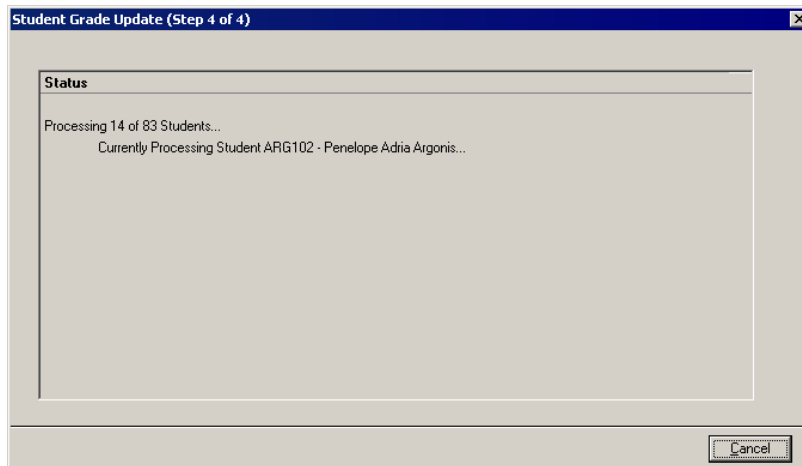 Student Grade Update (Step 4 of 4)
Status
Processing 14 of 83 Students...
Currently Processing Student ARG102 - Penelope Adria Argonis...
Cancel